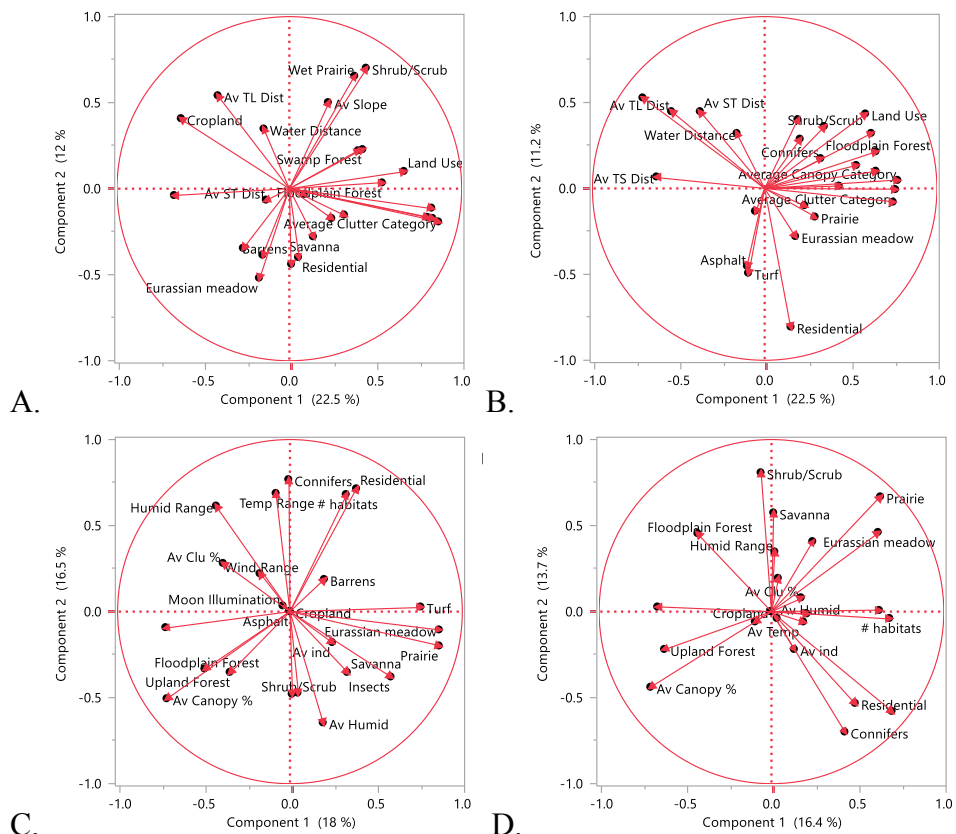 1.0
Wet Prairie
Shrub/Scrub
Av TL Dist
0.5
Av Slope
Cropland
Water Distance
Swamp Forest
Land Use
0.0
Av ST Dist
Floodplain Forest
Average Clutter Category
Barrens
Savanna
Residential
-0.5
Eurassian meadow
-1.0
Component 2 (12 %)
-1.0 -0.5 0.0 0.5 1.0
Component 1 (22.5 %)
A.
1.0
0.5
Av TL Dist
Av ST Dist
Shrub/Scrub
Land Use
Water Distance
Connifers
Floodplain Forest
Av TS Dist
Average Canopy Category
0.0
Average Clutter Category
Prairie
Eurassian meadow
Asphalt
Turf
-0.5
Residential
-1.0
Component 2 (11.2 %)
-1.0 -0.5 0.0 0.5 1.0
Component 1 (22.5 %)
B.
1.0
Connifers
Residential
Temp Range
# habitats
Humid Range
0.5
Av Clu %
Wind Range
Barrens
Moon Illumination
Cropland
Turf
0.0
Asphalt
Eurassian meadow
Av ind
Prairie
Floodplain Forest
Savanna
Upland Forest
Shrub/Scrub
Insects
-0.5
Av Canopy %
Av Humid
-1.0
Component 2 (16.5 %)
-1.0 -0.5 0.0 0.5 1.0
Component 1 (18 %)
C.
1.0
Shrub/Scrub
Prairie
Savanna
0.5
Floodplain Forest
Humid Range
Eurassian meadow
Av Clu %
Cropland
Av Humid
0.0
Av Temp
# habitats
Upland Forest
Av ind
Av Canopy %
-0.5
Residential
Connifers
-1.0
Component 2 (13.7 %)
-1.0 -0.5 0.0 0.5 1.0
Component 1 (16.4 %)
D.